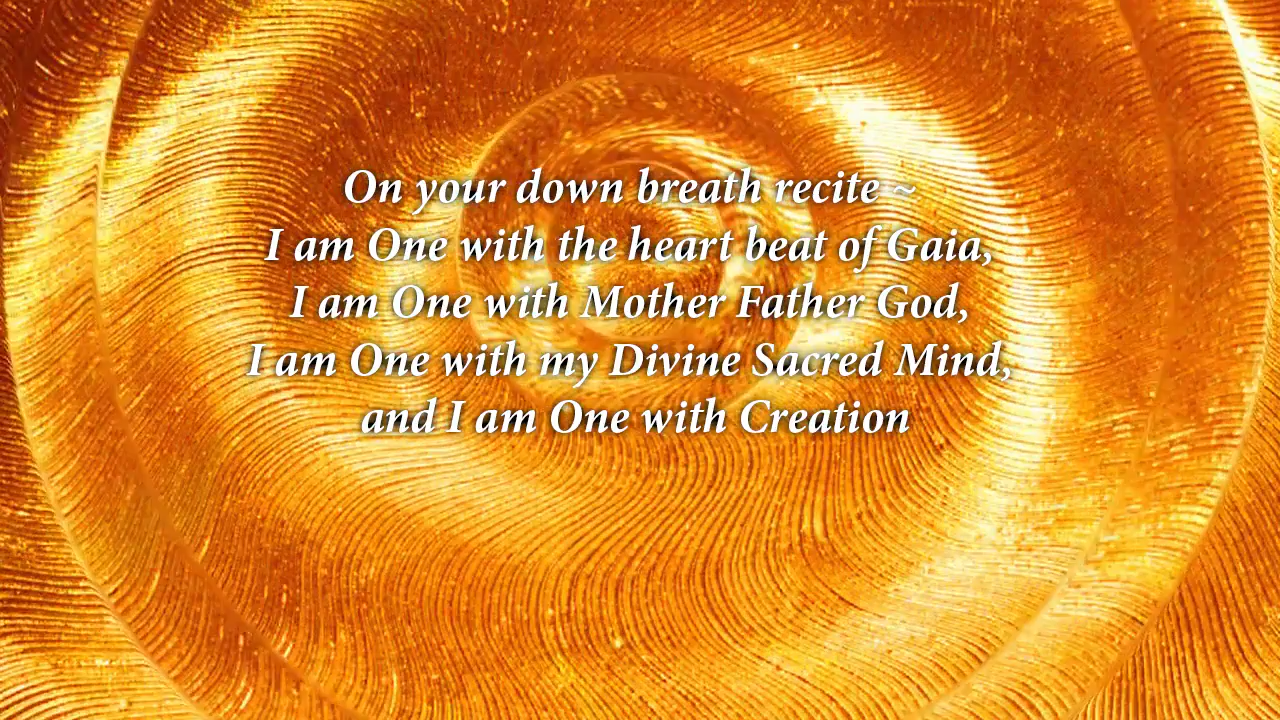 On your down breath recite ~
I am One with the heart beat of Gaia,
I am One with Mother Father God,
I am One with my Divine Sacred Mind,
and I am One with Creation